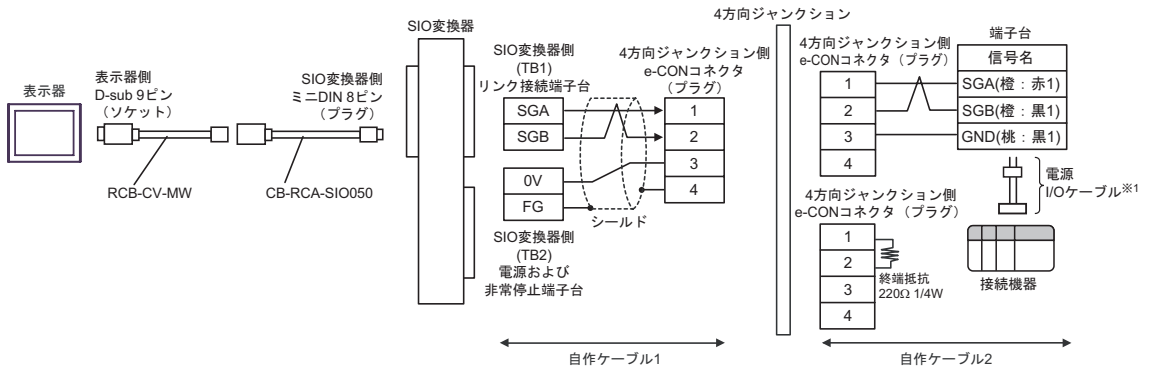 表示器
表示器側
D-sub 9ピン
（ソケット）
RCB-CV-MW
SIO変換器側
ミニDIN 8ピン
（プラグ）
CB-RCA-SIO050
SIO変換器
SIO変換器側
(TB1)
リンク接続端子台
SGA
SGB
0V
FG
SIO変換器側
(TB2)
電源および
非常停止端子台
シールド
4方向ジャンクション側
e-CONコネクタ
（プラグ）
1
2
3
4
自作ケーブル1
4方向ジャンクション
4方向ジャンクション側
e-CONコネクタ（プラグ）
1
2
3
4
端子台
信号名
SGA(橙：赤1)
SGB(橙：黒1)
GND(桃：黒1)
電源
I/Oケーブル※1
接続機器
4方向ジャンクション側
e-CONコネクタ（プラグ）
1
2
3
4
終端抵抗
220Ω 1/4W
自作ケーブル2